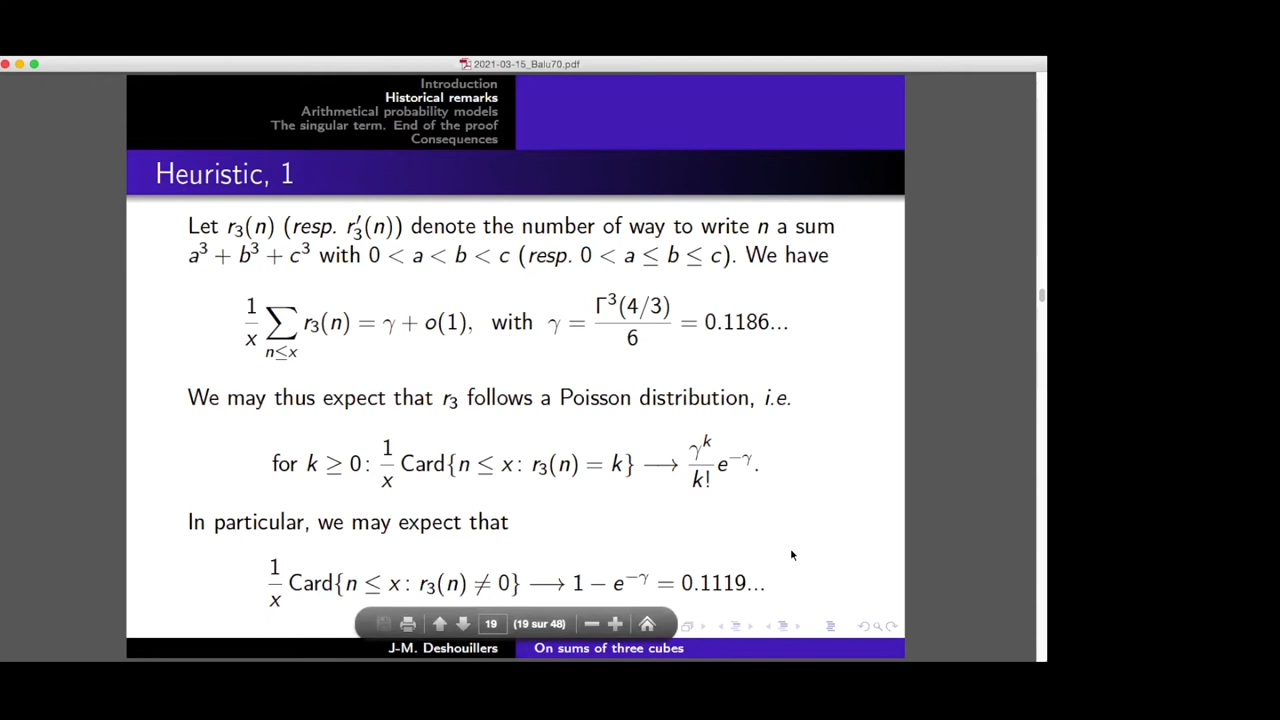 2021-03-15_Balu70.pdf
Introduction
Historical remarks
Arithmetical probability models
The singular term. End of the proof
Consequences
Heuristic, 1
Let r₃(n) (resp. r₃′(n)) denote the number of way to write n a sum
a³ + b³ + c³ with 0 < a < b < c (resp. 0 < a ≤ b ≤ c). We have
1/x ∑_{n≤x} r₃(n) = γ + o(1), with γ = Γ³(4/3)/6 = 0.1186...
We may thus expect that r₃ follows a Poisson distribution, i.e.
for k ≥ 0: 1/x Card{n ≤ x: r₃(n) = k} ⟶ γᵏ/k! e^{−γ}.
In particular, we may expect that
1/x Card{n ≤ x: r₃(n) ≠ 0} ⟶ 1 − e^{−γ} = 0.1119...
19 (19 sur 48)
J-M. Deshouillers On sums of three cubes